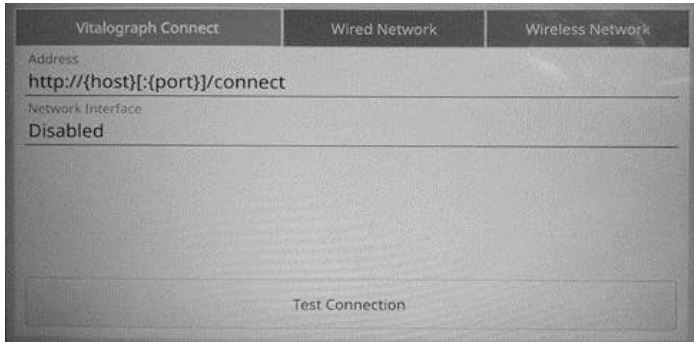 Vitalograph Connect Wired Network Wireless Network
Address
http://{host}[:{port}]/connect
Network Interface
Disabled
Test Connection